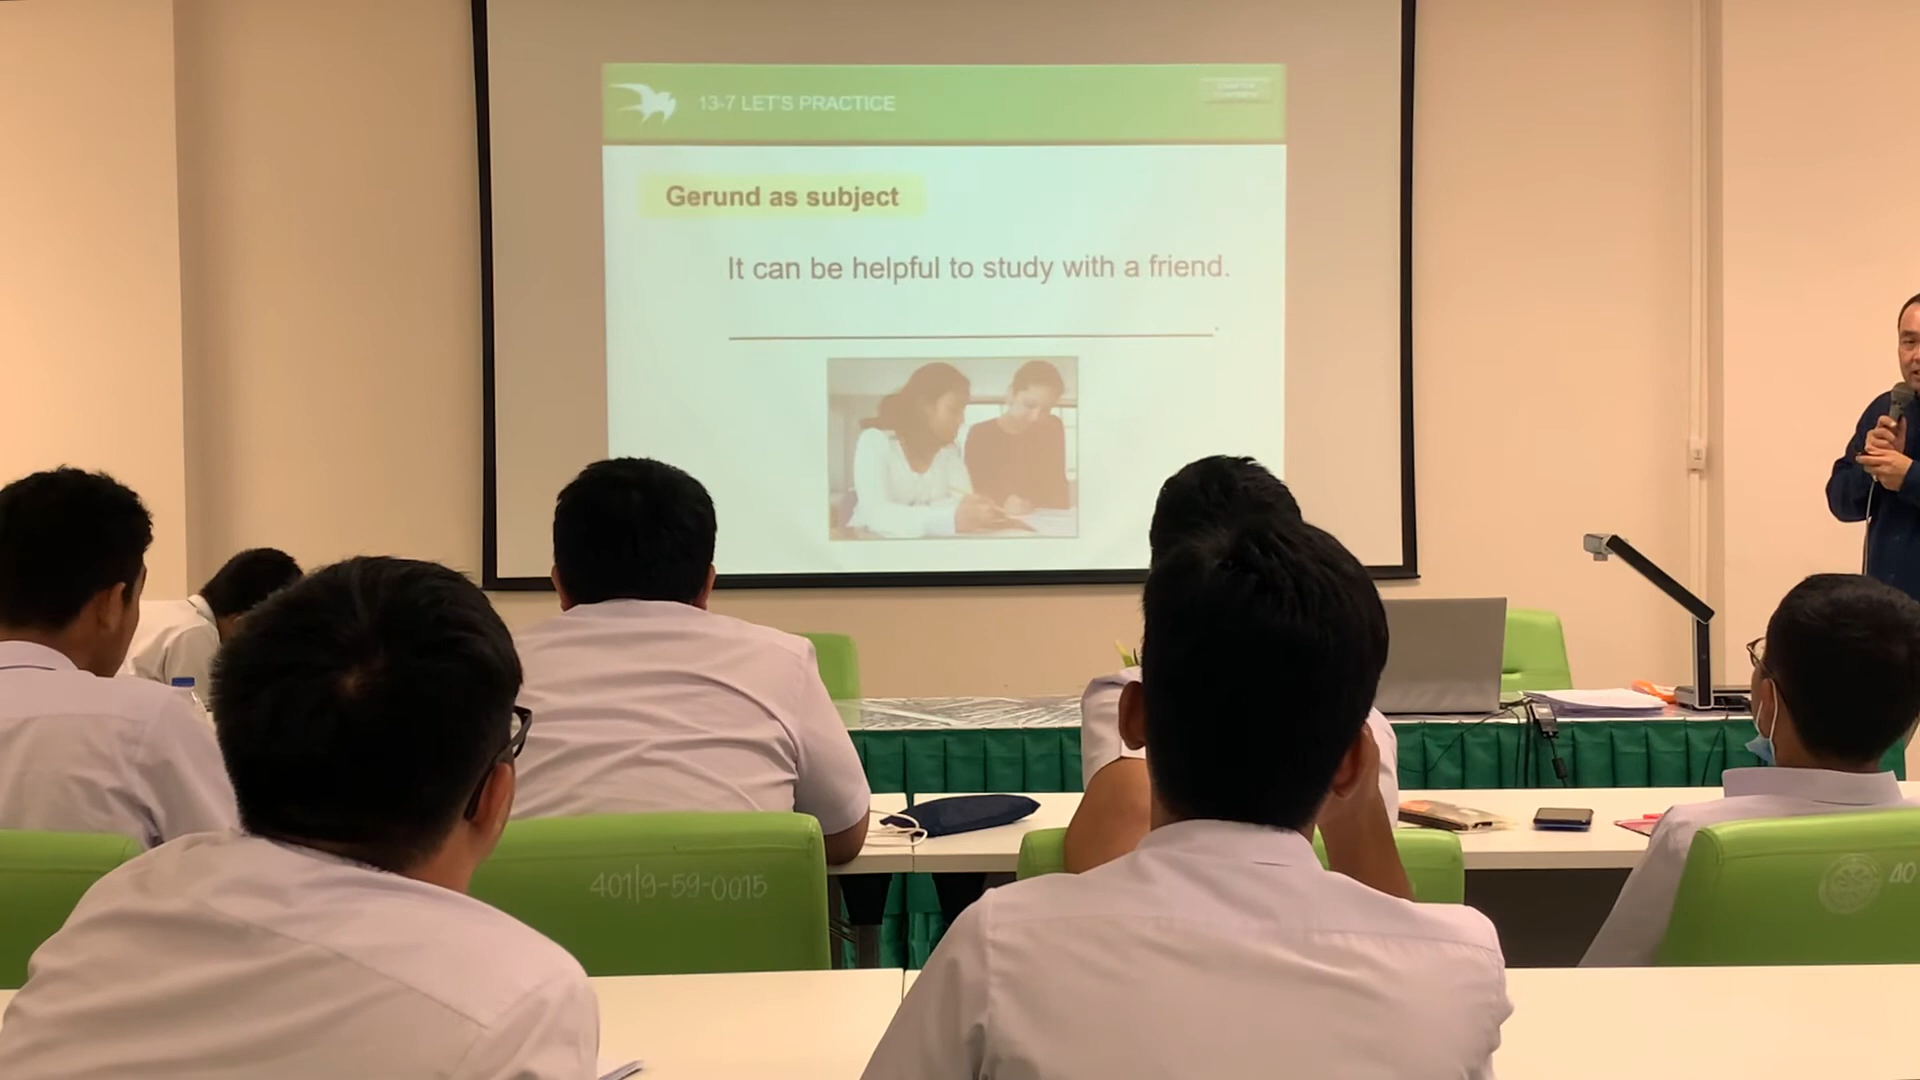 13-7 LET'S PRACTICE
Gerund as subject
It can be helpful to study with a friend.
401|9-59-0015
40